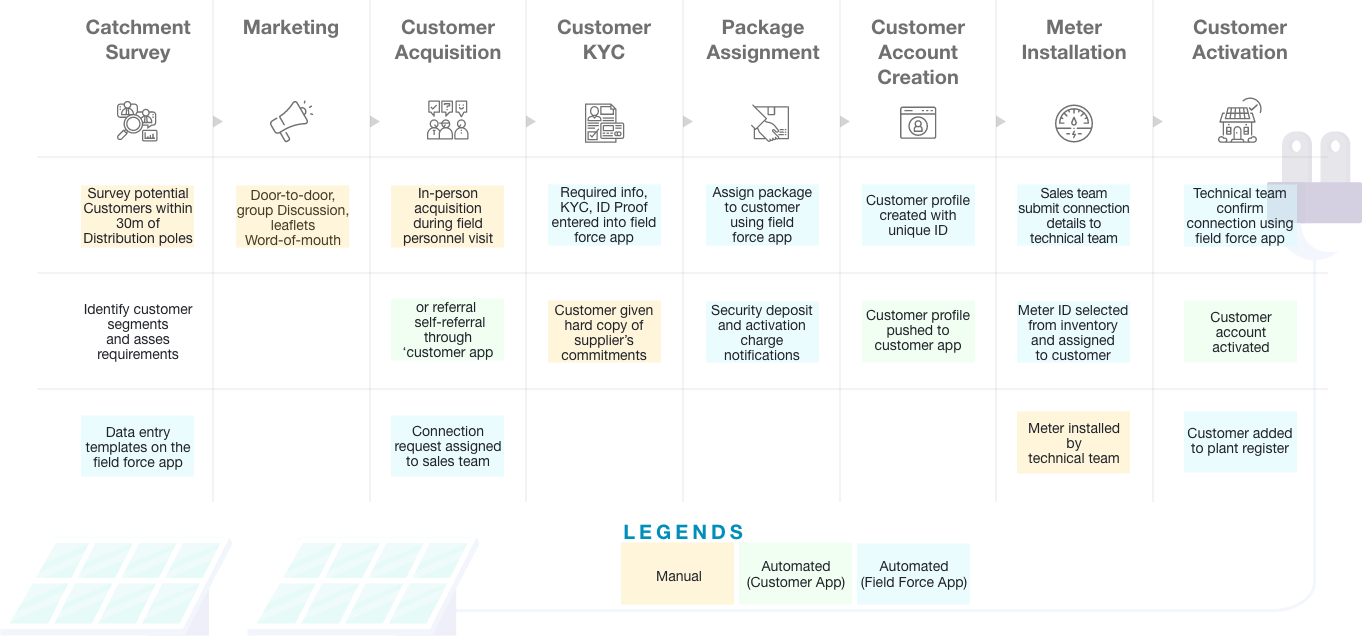 Catchment
Survey
Marketing
Customer
Acquisition
Customer
KYC
Package
Assignment
Customer
Account
Creation
Meter
Installation
Customer
Activation
Survey potential
Customers within
30m of
Distribution poles
Door-to-door,
group Discussion,
leaflets
Word-of-mouth
In-person
acquisition
during field
personnel visit
Required info,
KYC, ID Proof
entered into field
force app
Assign package
to customer
using field
force app
Customer profile
created with
unique ID
Sales team
submit connection
details to
technical team
Technical team
confirm
connection using
field force app
Identify customer
segments
and asses
requirements
or referral
self-referral
through
‘customer app
Customer given
hard copy of
supplier’s
commitments
Security deposit
and activation
charge
notifications
Customer profile
pushed to
customer app
Meter ID selected
from inventory
and assigned
to customer
Customer
account
activated
Data entry
templates on the
field force app
Connection
request assigned
to sales team
Meter installed
by
technical team
Customer added
to plant register
LEGENDS
Manual
Automated
(Customer App)
Automated
(Field Force App)